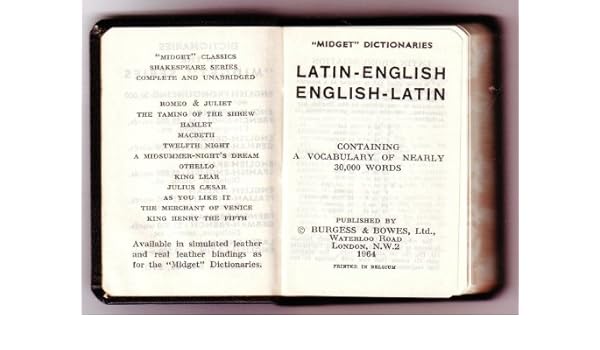 "MIDGET" CLASSICS
SHAKESPEARE SERIES
COMPLETE AND UNABRIDGED
ROMEO & JULIET
THE TAMING OF THE SHREW
HAMLET
MACBETH
TWELFTH NIGHT
A MIDSUMMER-NIGHT'S DREAM
OTHELLO
KING LEAR
JULIUS CÆSAR
AS YOU LIKE IT
THE MERCHANT OF VENICE
KING HENRY THE FIFTH
Available in simulated leather
and real leather bindings as
for the "Midget" Dictionaries.
"MIDGET" DICTIONARIES
LATIN-ENGLISH
ENGLISH-LATIN
CONTAINING
A VOCABULARY OF NEARLY
30,000 WORDS
PUBLISHED BY
© BURGESS & BOWES, Ltd.,
WATERLOO ROAD
LONDON, N.W.2
1964
PRINTED IN BELGIUM